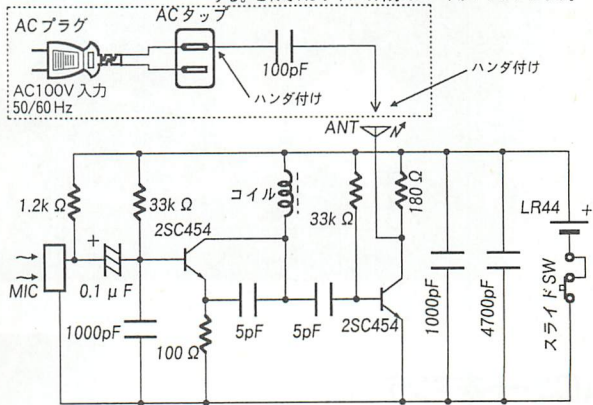 ACプラグ
ACタップ
100pF
ハンダ付け
ハンダ付け
AC100V入力
50/60Hz
ANT
1.2kΩ
33kΩ
コイル
33kΩ
180Ω
LR44
+
2SC454
+
MIC
0.1μF
1000pF
100Ω
5pF
5pF
2SC454
1000pF
4700pF
スライドSW